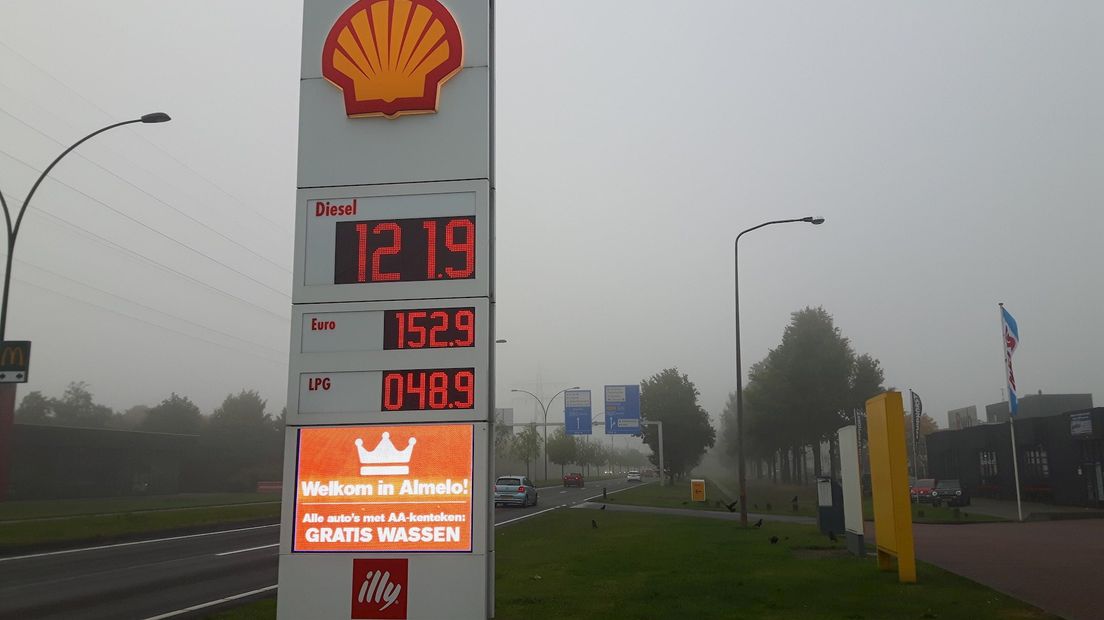 Diesel
121.9
Euro
152.9
LPG
048.9
Welkom in Almelo!
Alle auto's met AA-kenteken:
GRATIS WASSEN
illy